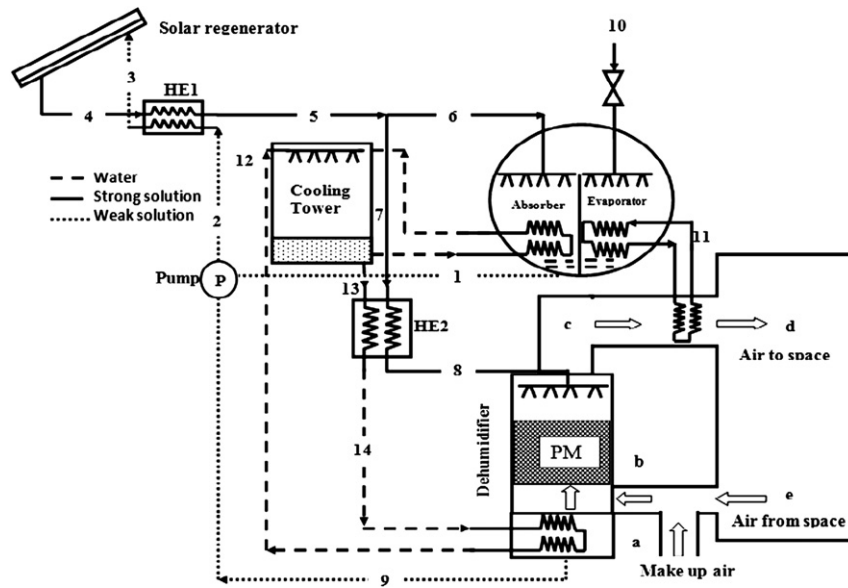 Solar regenerator
10
3
HE1
4
5
6
12
Water
Strong solution
Weak solution
Cooling
Tower
Absorber
Evaporator
2
7
11
Pump
P
1
13
HE2
c
d
Air to space
8
14
Dehumidifier
PM
b
e
Air from space
a
Make up air
9